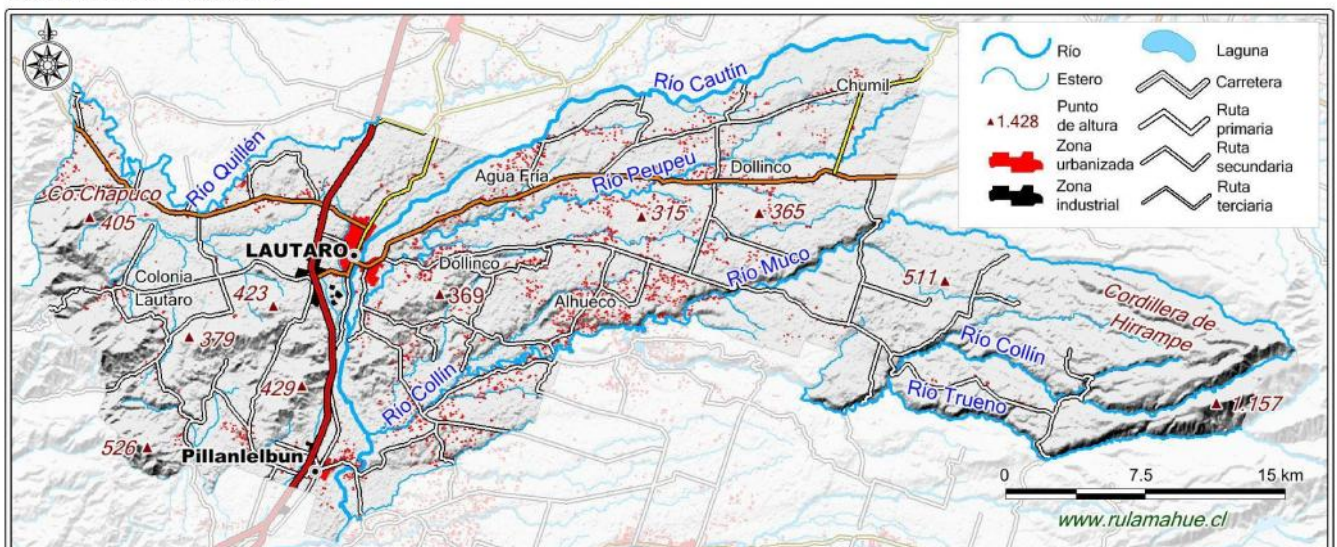 Río Cautín
Chumil
Río Quillén
Agua Fría
Río Peupeu
Dollinco
Co. Chapuco
405
315
365
LAUTARO
Colonia
Lautaro
Dollinco
Río Muco
511
423
369
Alhueco
Cordillera de
Hirrampe
379
Río Collín
Río Collín
429
Río Trueno
1.157
526
Pillanlelbun
Río
Laguna
Estero
Carretera
1.428
Punto
de altura
Ruta
primaria
Zona
urbanizada
Ruta
secundaria
Zona
industrial
Ruta
terciaria
0 7.5 15 km
www.rulamahue.cl